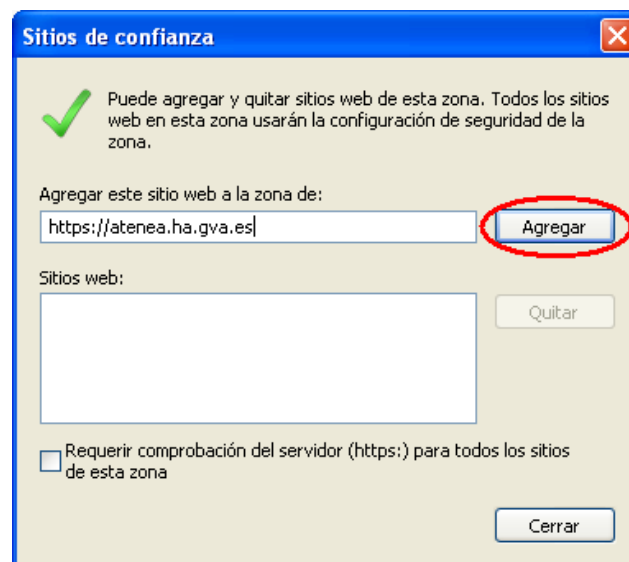 Sitios de confianza
Puede agregar y quitar sitios web de esta zona. Todos los sitios
web en esta zona usarán la configuración de seguridad de la
zona.
Agregar este sitio web a la zona de:
https://atenea.ha.gva.es
Agregar
Sitios web:
Quitar
Requerir comprobación del servidor (https:) para todos los sitios
de esta zona
Cerrar